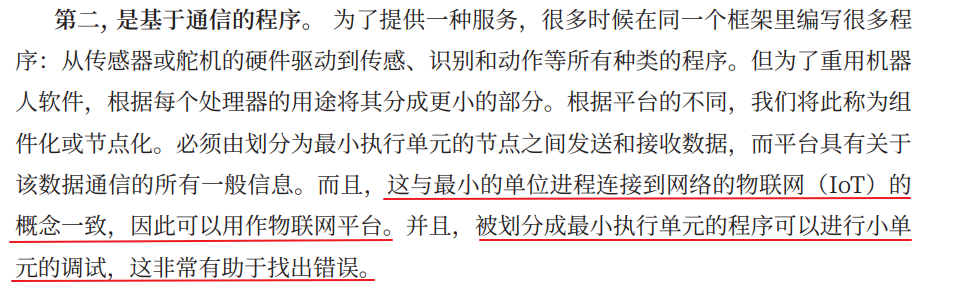 第二，是基于通信的程序。 为了提供一种服务，很多时候在同一个框架里编写很多程
序：从传感器或舵机的硬件驱动到传感、识别和动作等所有种类的程序。但为了重用机器
人软件，根据每个处理器的用途将其分成更小的部分。根据平台的不同，我们将此称为组
件化或节点化。必须由划分为最小执行单元的节点之间发送和接收数据，而平台具有关于
该数据通信的所有一般信息。而且，这与最小的单位进程连接到网络的物联网（IoT）的
概念一致，因此可以用作物联网平台。并且，被划分成最小执行单元的程序可以进行小单
元的调试，这非常有助于找出错误。